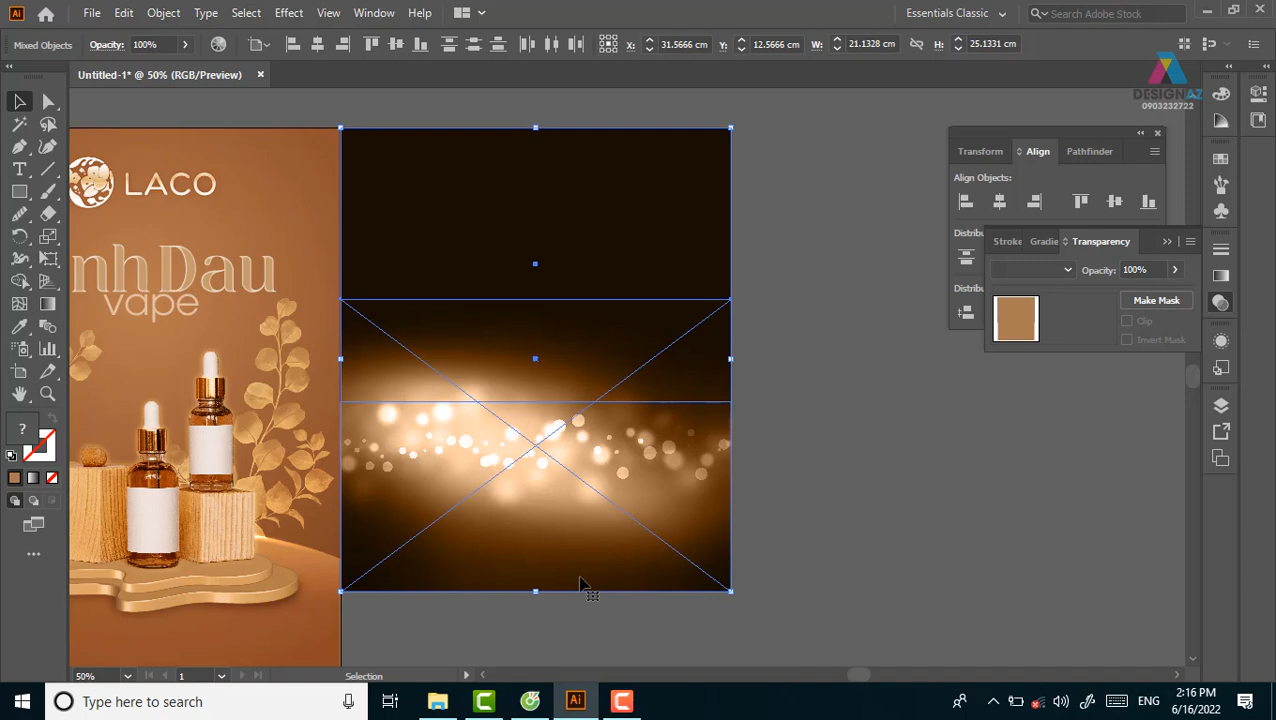 File Edit Object Type Select Effect View Window Help
Essentials Classic
Search Adobe Stock
Mixed Objects Opacity: 100% X: 31.5666 cm Y: 12.5666 cm W: 21.1328 cm H: 25.1331 cm
Untitled-1* @ 50% (RGB/Preview)
DESIGNAZ
0903232722
Transform Align Pathfinder
Align Objects:
Stroke Gradie Transparency
Opacity: 100%
Make Mask
Clip
Invert Mask
LACO
nh Dau
vape
?
50% 1 Selection
Type here to search
Ai
ENG
2:16 PM
6/16/2022